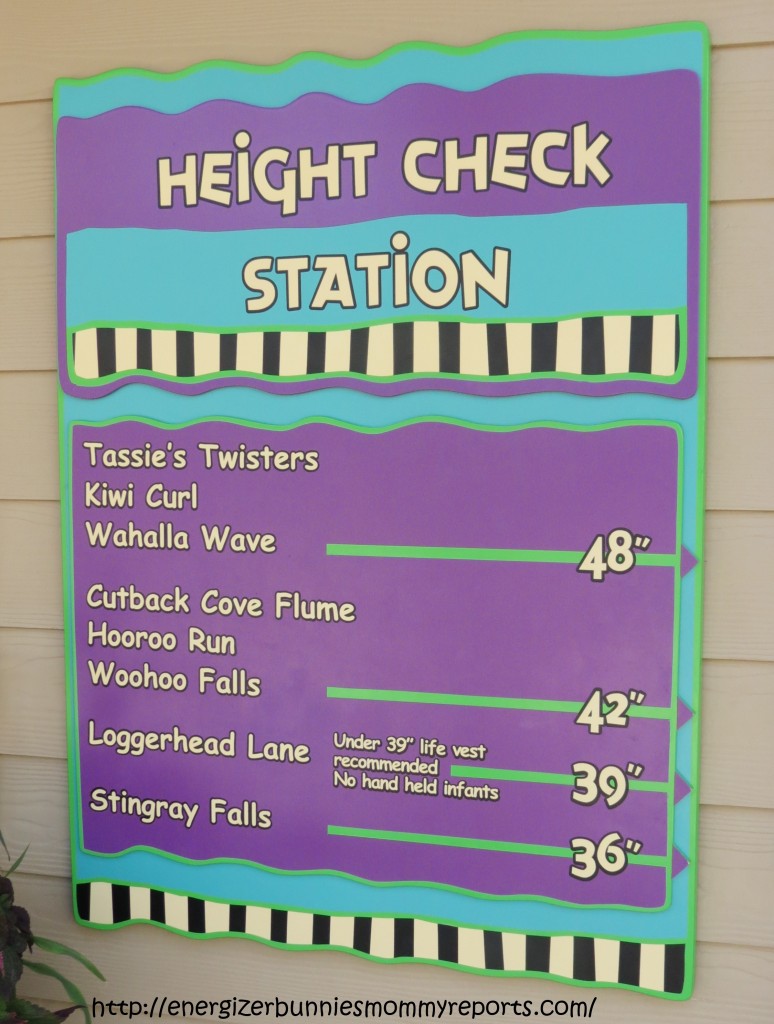 HEiGHT CHECK
STATiON
Tassie's Twisters
Kiwi Curl
Wahalla Wave
48"
Cutback Cove Flume
Hooroo Run
Woohoo Falls
42"
Loggerhead Lane
Under 39" life vest
recommended
No hand held infants
39"
Stingray Falls
36"
http://energizerbunniesmommyreports.com/